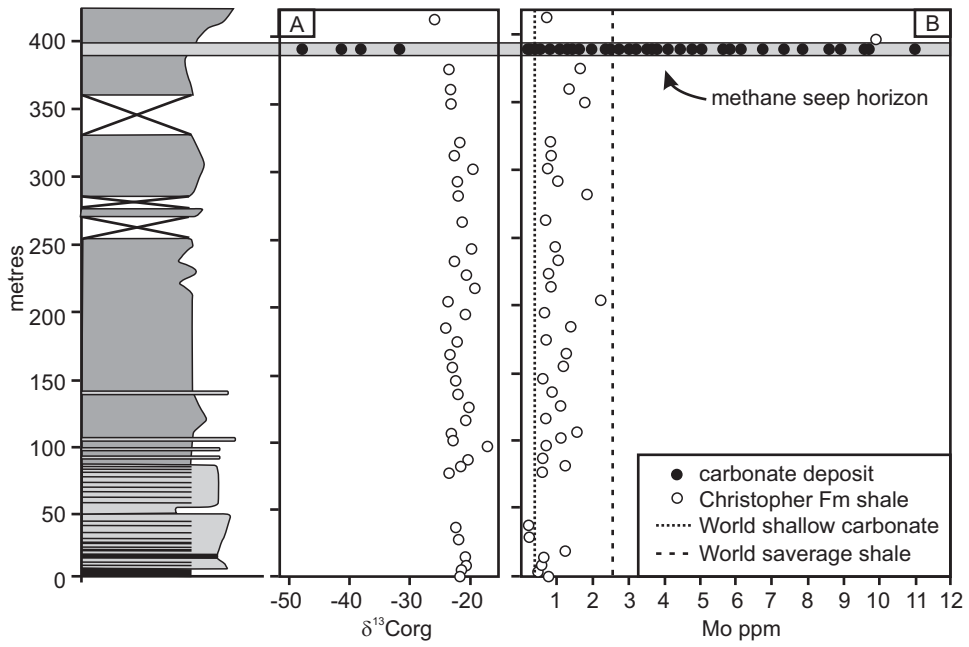 A
B
metres
400
350
300
250
200
150
100
50
0
methane seep horizon
carbonate deposit
Christopher Fm shale
World shallow carbonate
World saverage shale
-50 -40 -30 -20
δ¹³Corg
1 2 3 4 5 6 7 8 9 10 11 12
Mo ppm